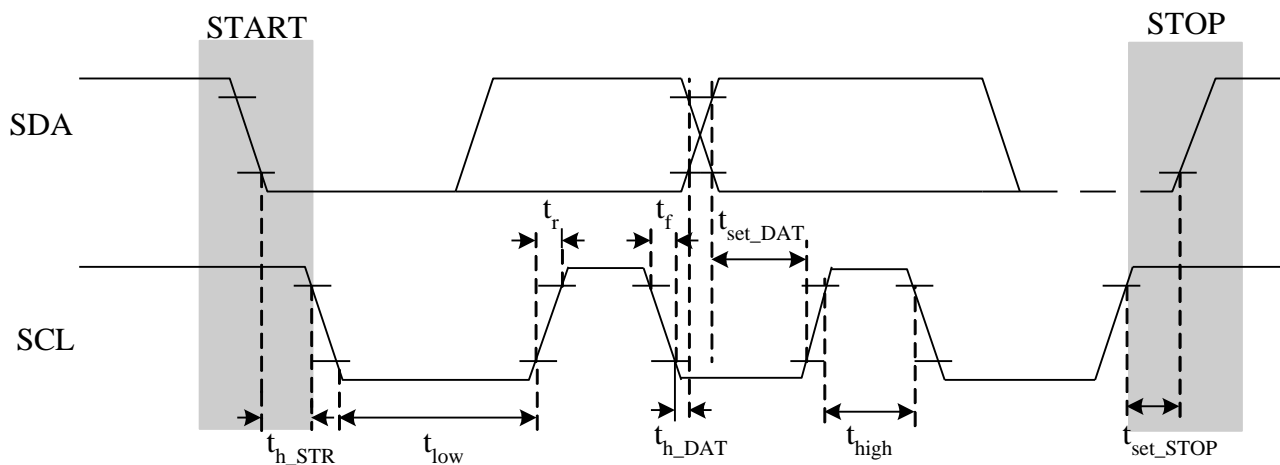 START
STOP
SDA
t_r
t_f
t_set_DAT
SCL
t_h_STR
t_low
t_h_DAT
t_high
t_set_STOP